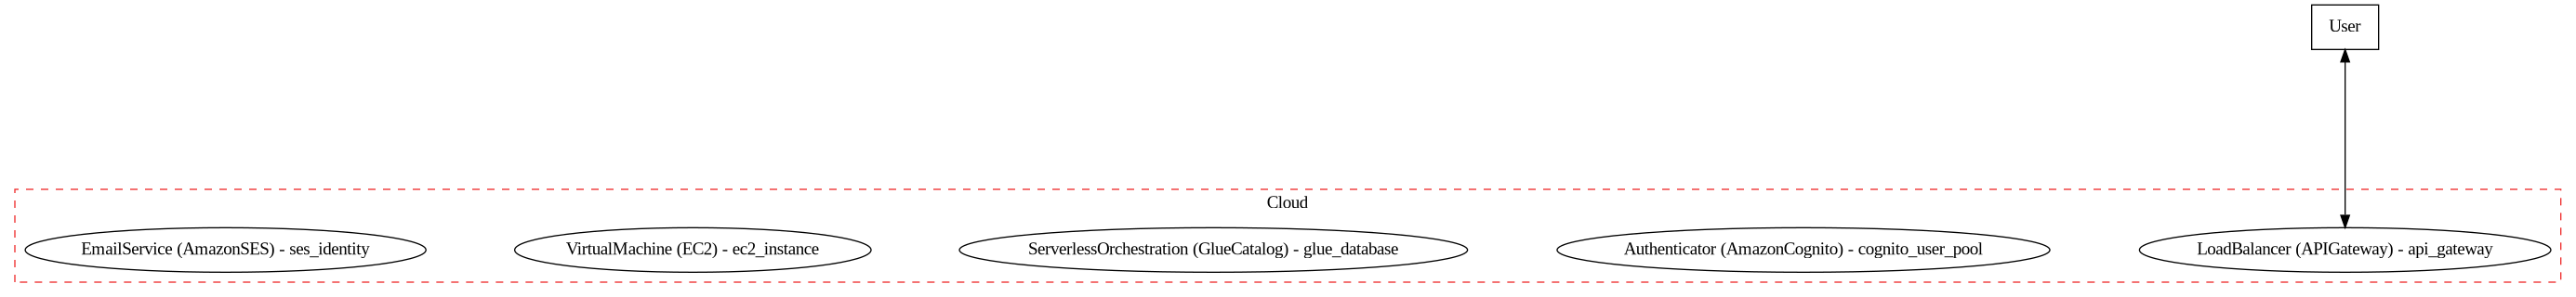 User
Cloud
EmailService (AmazonSES) - ses_identity
VirtualMachine (EC2) - ec2_instance
ServerlessOrchestration (GlueCatalog) - glue_database
Authenticator (AmazonCognito) - cognito_user_pool
LoadBalancer (APIGateway) - api_gateway